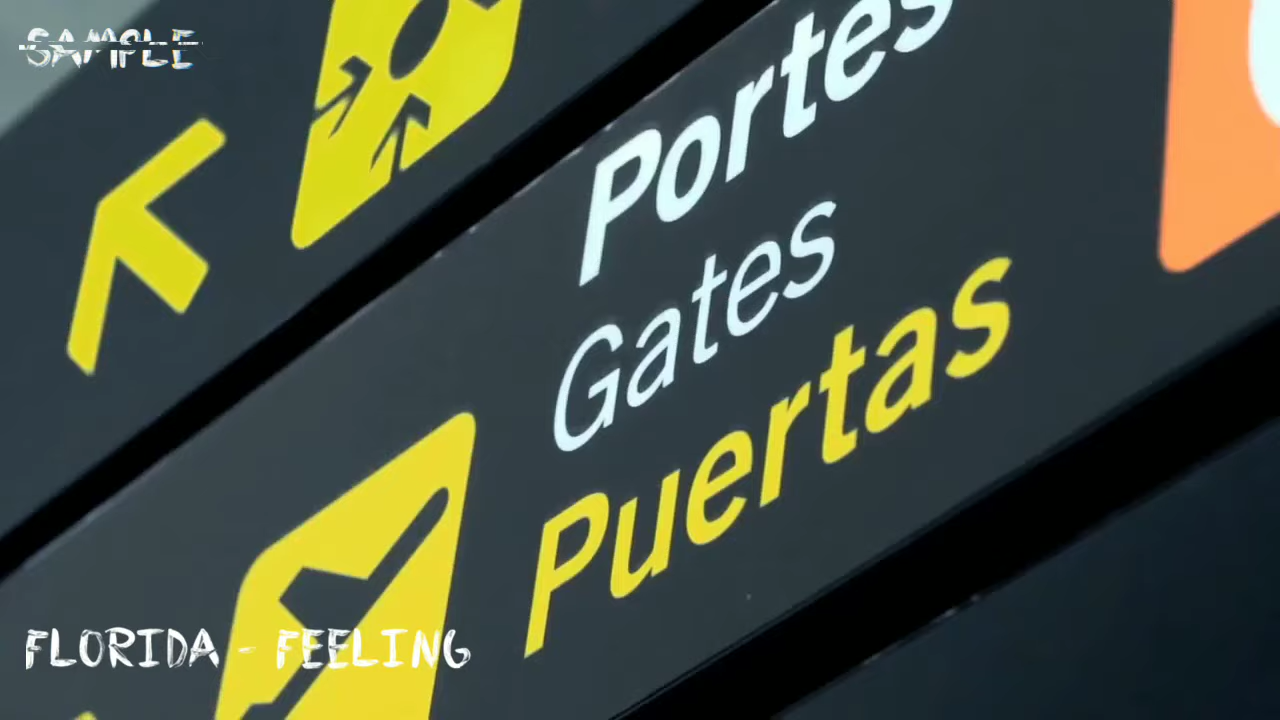 SAMPLE
Portes
Gates
Puertas
FLORIDA - FEELING